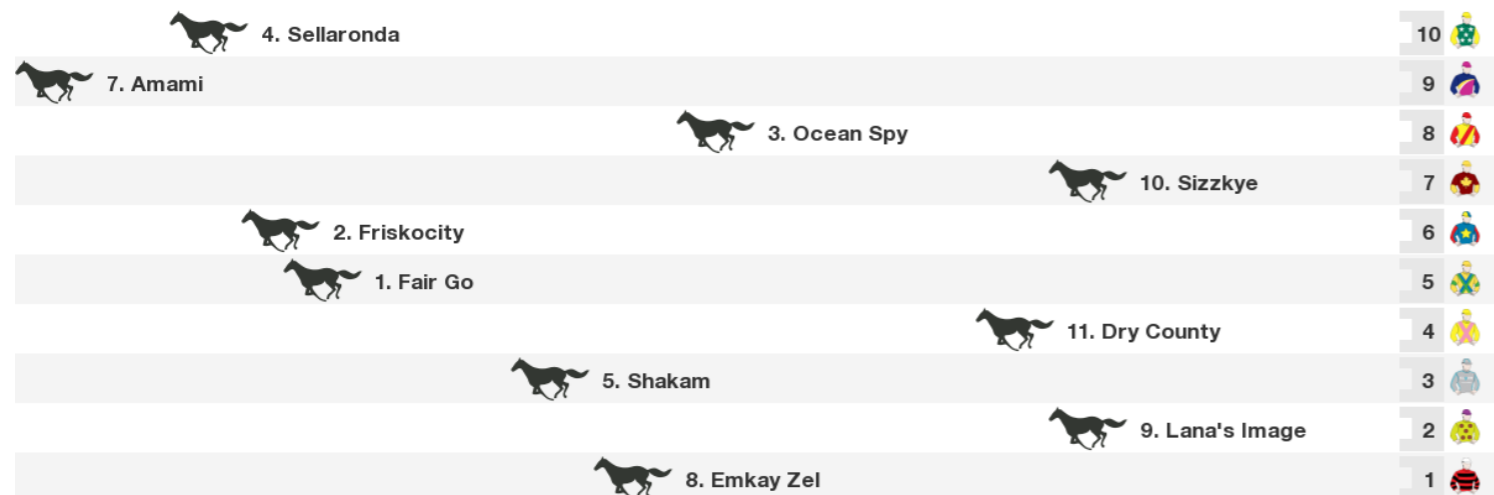 4. Sellaronda 10
7. Amami 9
3. Ocean Spy 8
10. Sizzkye 7
2. Friskocity 6
1. Fair Go 5
11. Dry County 4
5. Shakam 3
9. Lana's Image 2
8. Emkay Zel 1